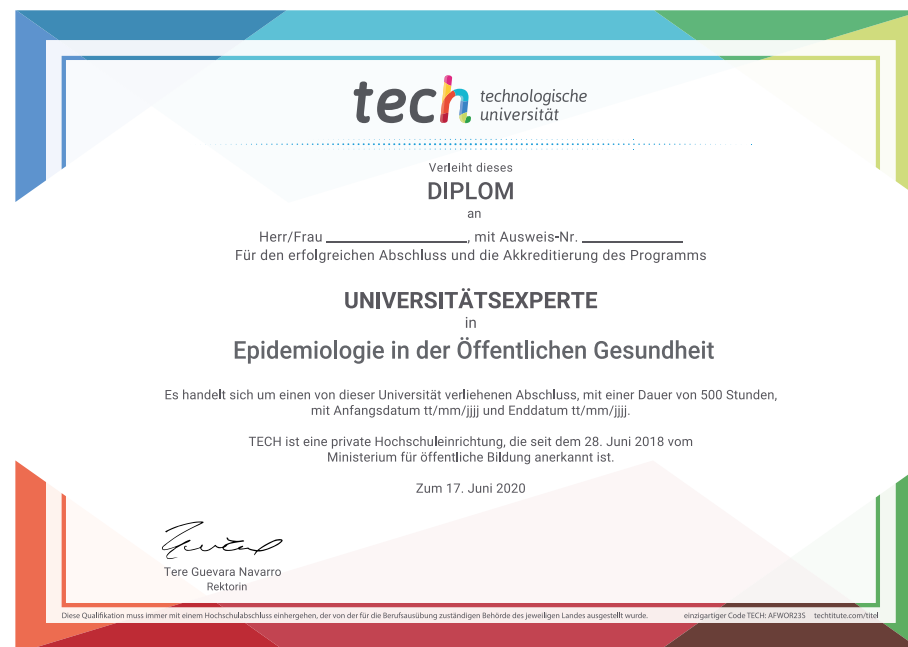 tech technologische
universität
Verleiht dieses
DIPLOM
an
Herr/Frau ____________________, mit Ausweis-Nr. ______________
Für den erfolgreichen Abschluss und die Akkreditierung des Programms
UNIVERSITÄTSEXPERTE
in
Epidemiologie in der Öffentlichen Gesundheit
Es handelt sich um einen von dieser Universität verliehenen Abschluss, mit einer Dauer von 500 Stunden,
mit Anfangsdatum tt/mm/jjjj und Enddatum tt/mm/jjjj.
TECH ist eine private Hochschuleinrichtung, die seit dem 28. Juni 2018 vom
Ministerium für öffentliche Bildung anerkannt ist.
Zum 17. Juni 2020
Tere Guevara Navarro
Rektorin
Diese Qualifikation muss immer mit einem Hochschulabschluss einhergehen, der von der für die Berufsausübung zuständigen Behörde des jeweiligen Landes ausgestellt wurde. einzigartiger Code TECH: AFWOR23S techtitute.com/titel